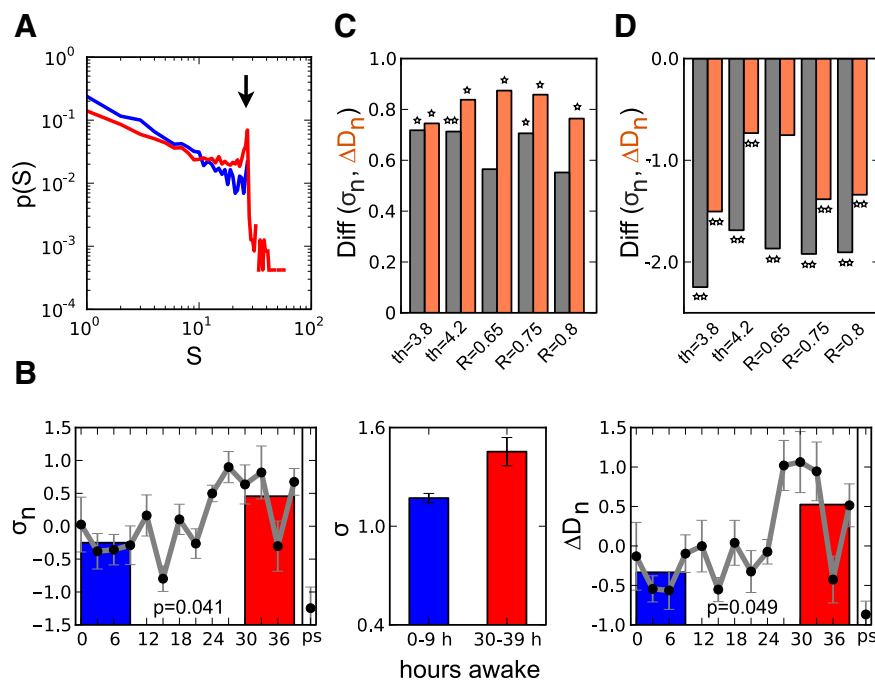 A
C
D
10^0
10^-1
10^-2
10^-3
10^-4
p(S)
10^0
10^1
10^2
S
Diff (σn, ΔDn)
1.0
0.8
0.6
0.4
0.2
0
th=3.8
th=4.2
R=0.65
R=0.75
R=0.8
Diff (σn, ΔDn)
0.0
-1.0
-2.0
th=3.8
th=4.2
R=0.65
R=0.75
R=0.8
B
σn
1.5
1.0
0.5
0.0
−0.5
−1.0
−1.5
p=0.041
0 6 12 18 24 30 36 ps
σ
1.6
1.0
0.4
0-9 h 30-39 h
hours awake
ΔDn
1.5
1.0
0.5
0.0
-0.5
-1.0
p=0.049
0 6 12 18 24 30 36 ps